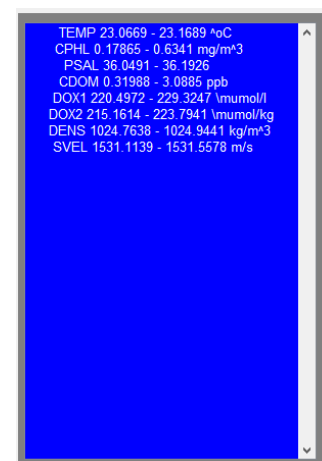 TEMP 23.0669 - 23.1689 ^oC
CPHL 0.17865 - 0.6341 mg/m^3
PSAL 36.0491 - 36.1926
CDOM 0.31988 - 3.0885 ppb
DOX1 220.4972 - 229.3247 \mumol/l
DOX2 215.1614 - 223.7941 \mumol/kg
DENS 1024.7638 - 1024.9441 kg/m^3
SVEL 1531.1139 - 1531.5578 m/s